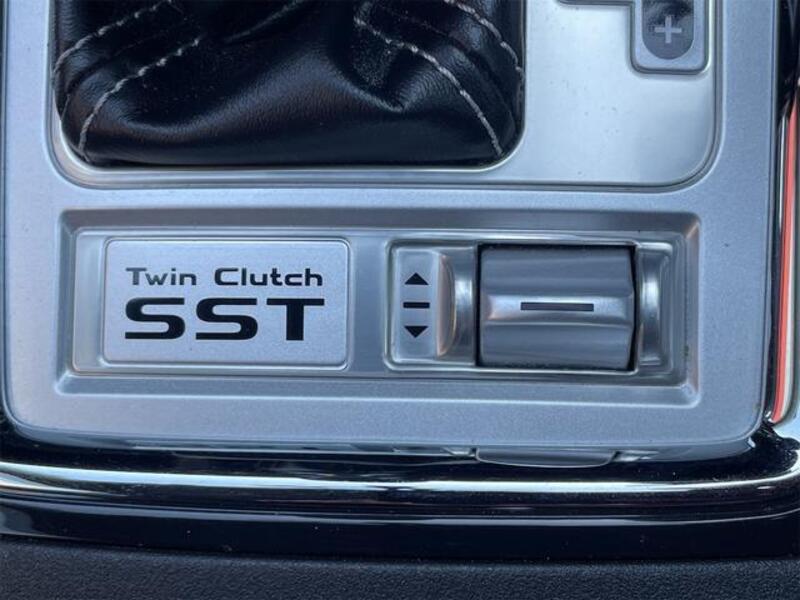 +
Twin Clutch
SST